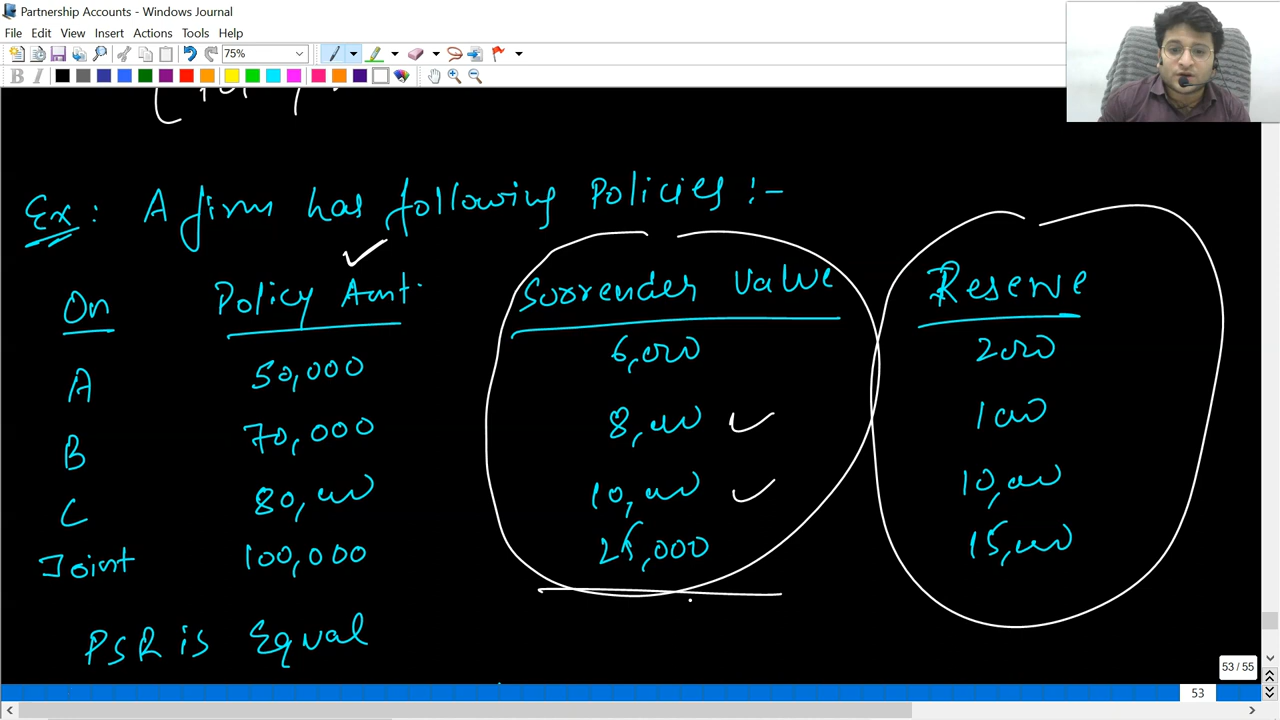 Partnership Accounts - Windows Journal
File Edit View Insert Actions Tools Help
75%
B I
Ex: A firm has following Policies :-
On Policy Amt. Surrender Value Reserve
A 50,000 6,000 2000
B 70,000 8,000 1000
C 80,000 10,000 10,000
Joint 100,000 25,000 15,000
PSR is Equal
53/55
53